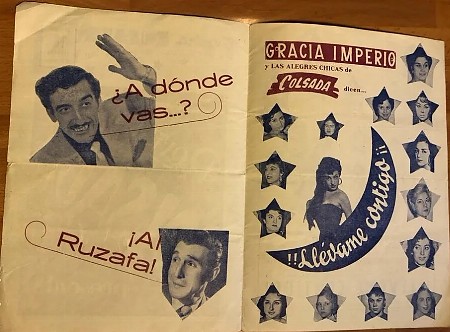 ¿A dónde
vas...?
¡Al
Ruzafa!
GRACIA IMPERIO
y LAS ALEGRES CHICAS de
COLSADA dicen...
!!Llévame contigo¡¡